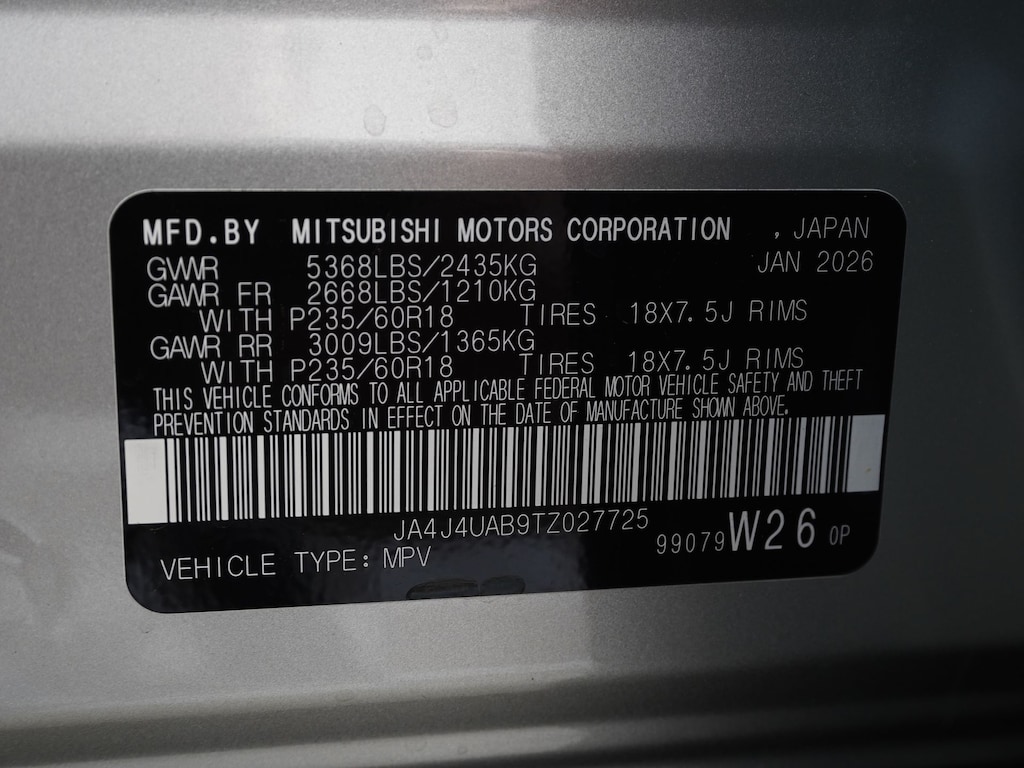 MFD.BY MITSUBISHI MOTORS CORPORATION , JAPAN
GVWR 5368LBS/2435KG JAN 2026
GAWR FR 2668LBS/1210KG
WITH P235/60R18 TIRES 18X7.5J RIMS
GAWR RR 3009LBS/1365KG
WITH P235/60R18 TIRES 18X7.5J RIMS
THIS VEHICLE CONFORMS TO ALL APPLICABLE FEDERAL MOTOR VEHICLE SAFETY AND THEFT
PREVENTION STANDARDS IN EFFECT ON THE DATE OF MANUFACTURE SHOWN ABOVE.
JA4J4UAB9TZ027725
VEHICLE TYPE: MPV 99079 W26 0P